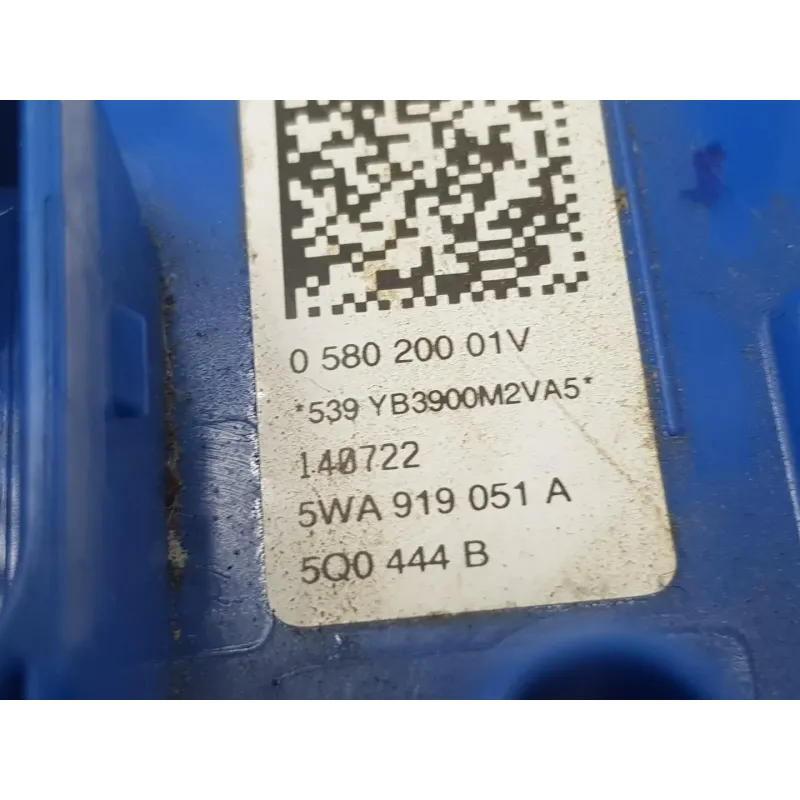 0 580 200 01V
*539 YB3900M2VA5*
140722
5WA 919 051 A
5Q0 444 B